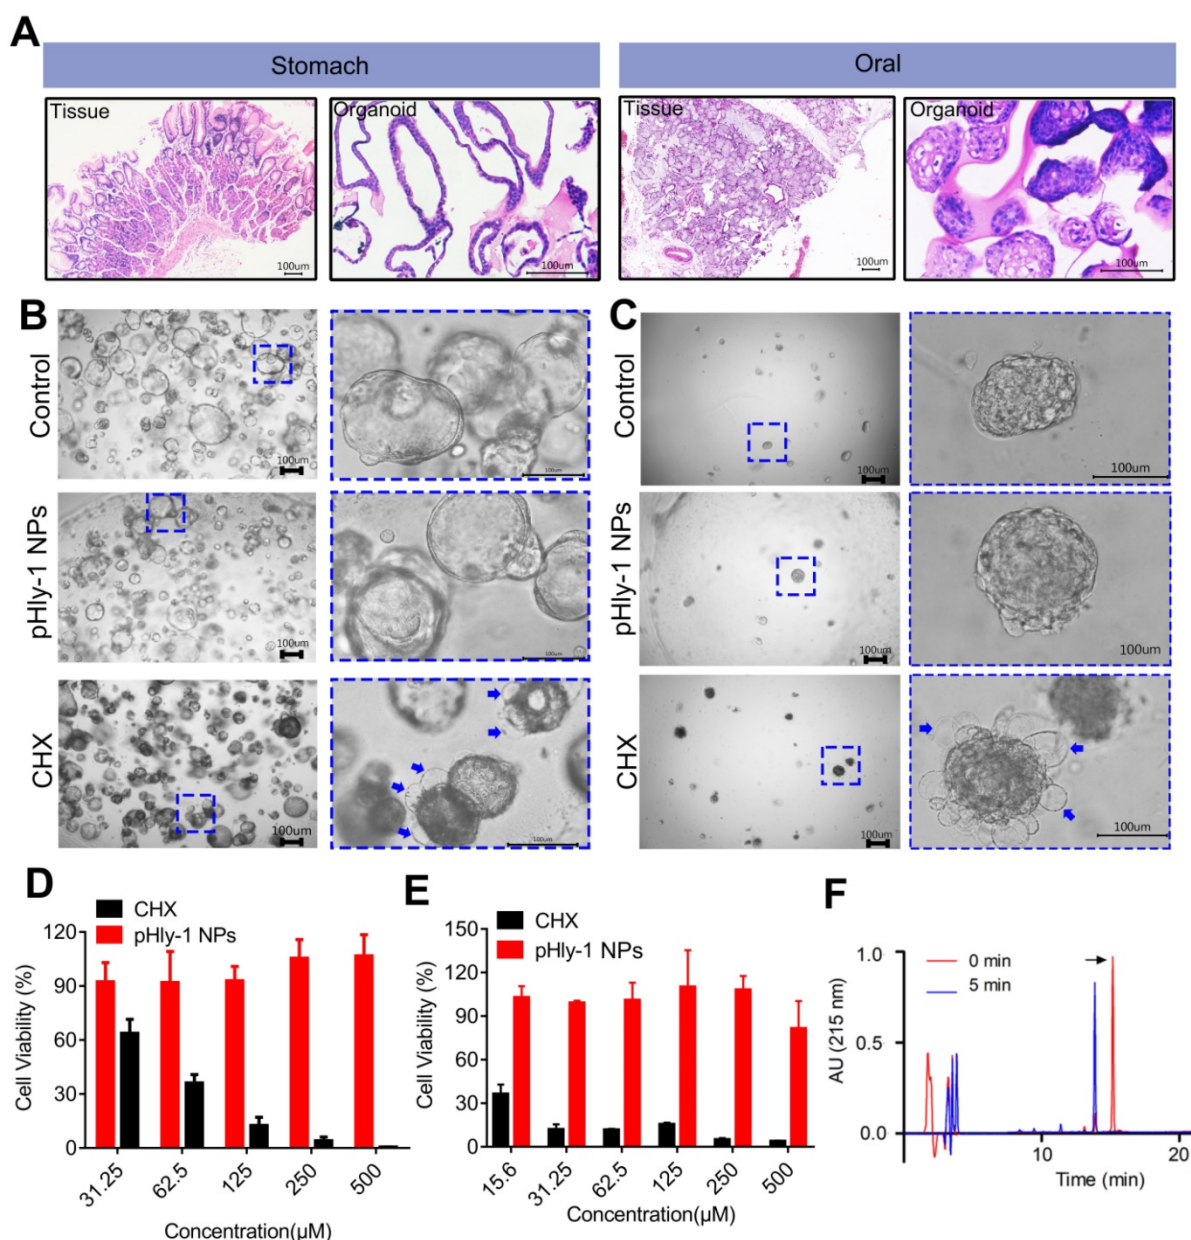 A
Stomach
Oral
Tissue
Organoid
Tissue
Organoid
100um
100um
100um
100um
B
C
Control
100um
100um
Control
100um
100um
pHly-1 NPs
100um
100um
pHly-1 NPs
100um
100um
CHX
100um
100um
CHX
100um
100um
D
CHX
pHly-1 NPs
Cell Viability (%)
120
90
60
30
0
31.25
62.5
125
250
500
Concentration(µM)
E
CHX
pHly-1 NPs
Cell Viability (%)
150
120
90
60
30
0
15.6
31.25
62.5
125
250
500
Concentration(µM)
F
0 min
5 min
AU (215 nm)
1.0
0.5
0.0
10
20
Time (min)